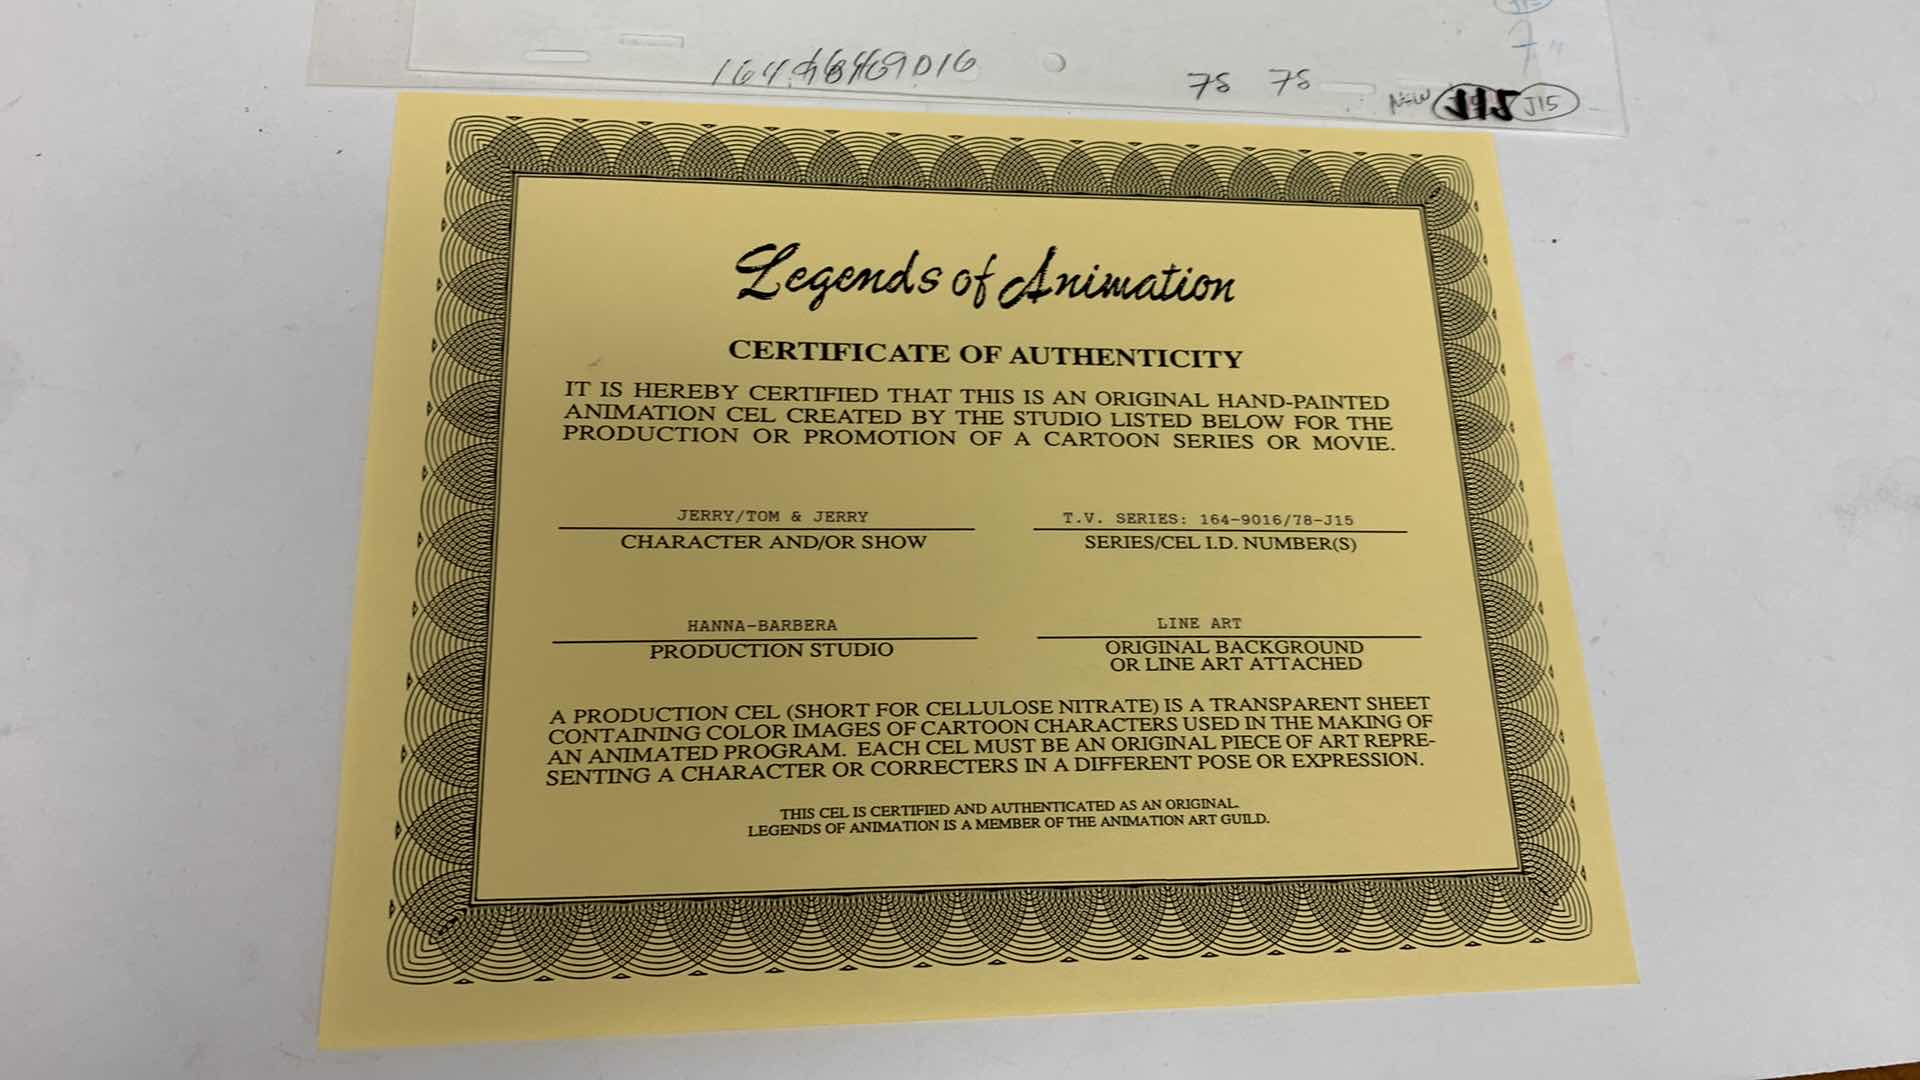 78 78
NEW J15
Legends of Animation
CERTIFICATE OF AUTHENTICITY
IT IS HEREBY CERTIFIED THAT THIS IS AN ORIGINAL HAND-PAINTED
ANIMATION CEL CREATED BY THE STUDIO LISTED BELOW FOR THE
PRODUCTION OR PROMOTION OF A CARTOON SERIES OR MOVIE.
JERRY/TOM & JERRY
CHARACTER AND/OR SHOW
T.V. SERIES: 164-9016/78-J15
SERIES/CEL I.D. NUMBER(S)
HANNA-BARBERA
PRODUCTION STUDIO
LINE ART
ORIGINAL BACKGROUND
OR LINE ART ATTACHED
A PRODUCTION CEL (SHORT FOR CELLULOSE NITRATE) IS A TRANSPARENT SHEET
CONTAINING COLOR IMAGES OF CARTOON CHARACTERS USED IN THE MAKING OF
AN ANIMATED PROGRAM. EACH CEL MUST BE AN ORIGINAL PIECE OF ART REPRE-
SENTING A CHARACTER OR CORRECTERS IN A DIFFERENT POSE OR EXPRESSION.
THIS CEL IS CERTIFIED AND AUTHENTICATED AS AN ORIGINAL.
LEGENDS OF ANIMATION IS A MEMBER OF THE ANIMATION ART GUILD.